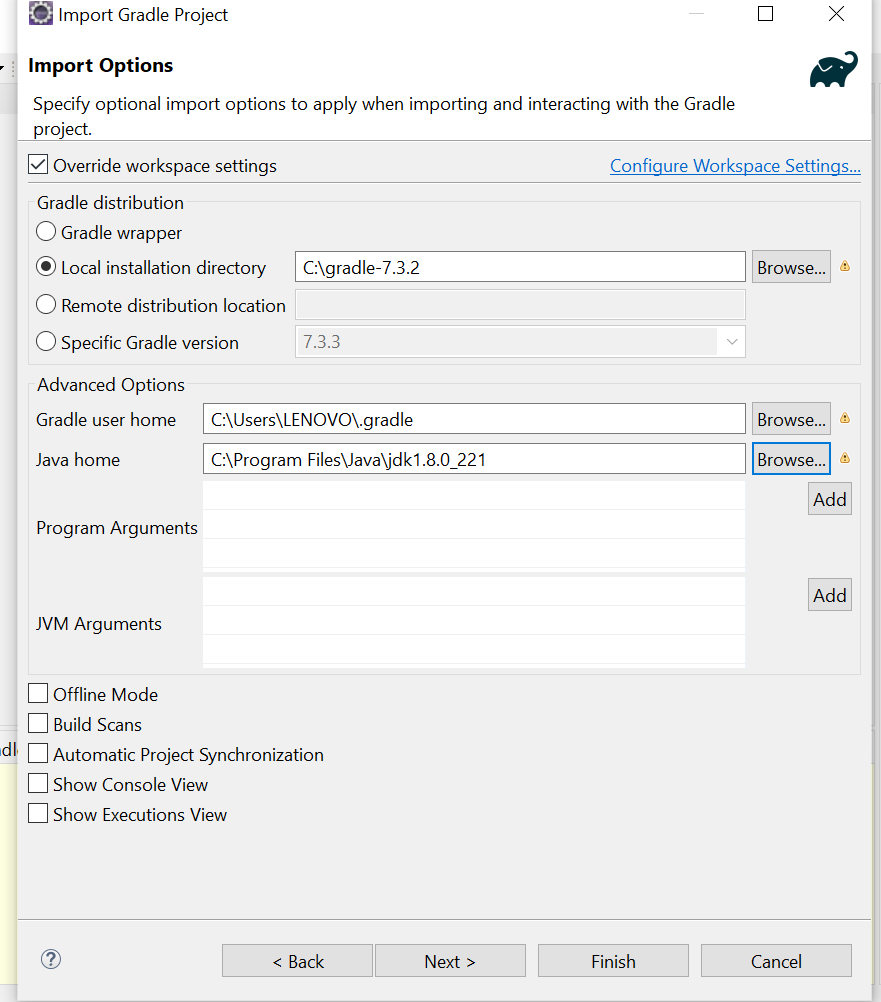 Import Gradle Project
Import Options
Specify optional import options to apply when importing and interacting with the Gradle
project.
Override workspace settings
Configure Workspace Settings...
Gradle distribution
Gradle wrapper
Local installation directory
C:\gradle-7.3.2
Browse...
Remote distribution location
Specific Gradle version
7.3.3
Advanced Options
Gradle user home
C:\Users\LENOVO\.gradle
Browse...
Java home
C:\Program Files\Java\jdk1.8.0_221
Browse...
Program Arguments
Add
JVM Arguments
Add
Offline Mode
Build Scans
Automatic Project Synchronization
Show Console View
Show Executions View
?
< Back
Next >
Finish
Cancel